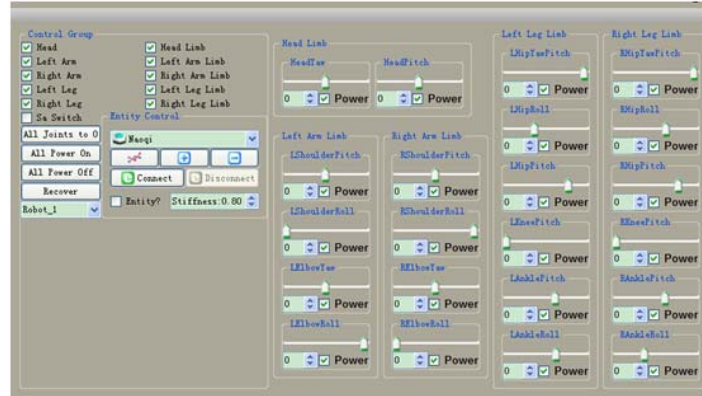 Control Group
Head
Head Limb
Left Arm
Left Arm Limb
Right Arm
Right Arm Limb
Left Leg
Left Leg Limb
Right Leg
Right Leg Limb
Sa Switch
All Joints to 0
All Power On
All Power Off
Recover
Robot_1
Entity Control
Naoqi
Connect
Disconnect
Entity?
Stiffness:0.80
Head Limb
HeadYaw
0 Power
HeadPitch
0 Power
Left Arm Limb
LShoulderPitch
0 Power
LShoulderRoll
0 Power
LElbowYaw
0 Power
LElbowRoll
0 Power
Right Arm Limb
RShoulderPitch
0 Power
RShoulderRoll
0 Power
RElbowYaw
0 Power
RElbowRoll
0 Power
Left Leg Limb
LHipYawPitch
0 Power
LHipRoll
0 Power
LHipPitch
0 Power
LKneePitch
0 Power
LAnklePitch
0 Power
LAnkleRoll
0 Power
Right Leg Limb
RHipYawPitch
0 Power
RHipRoll
0 Power
RHipPitch
0 Power
RKneePitch
0 Power
RAnklePitch
0 Power
RAnkleRoll
0 Power